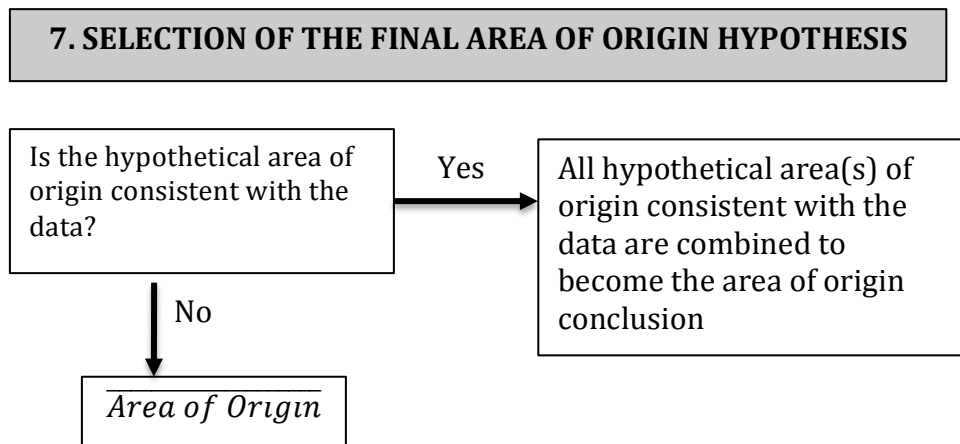 7. SELECTION OF THE FINAL AREA OF ORIGIN HYPOTHESIS
Is the hypothetical area of
origin consistent with the
data?
Yes
All hypothetical area(s) of
origin consistent with the
data are combined to
become the area of origin
conclusion
No
Area of Origin